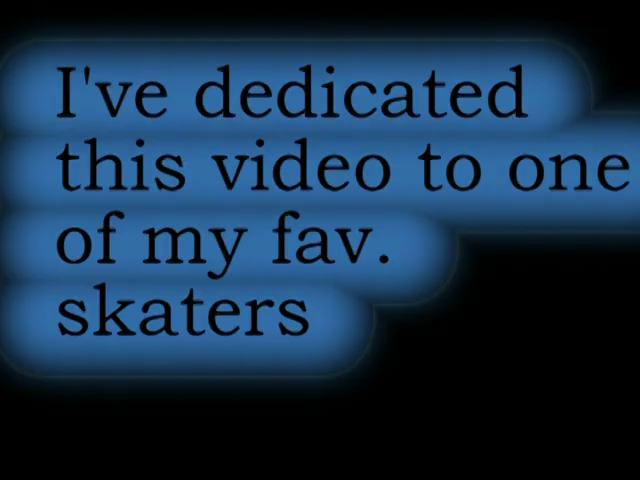 I've dedicated
this video to one
of my fav.
skaters